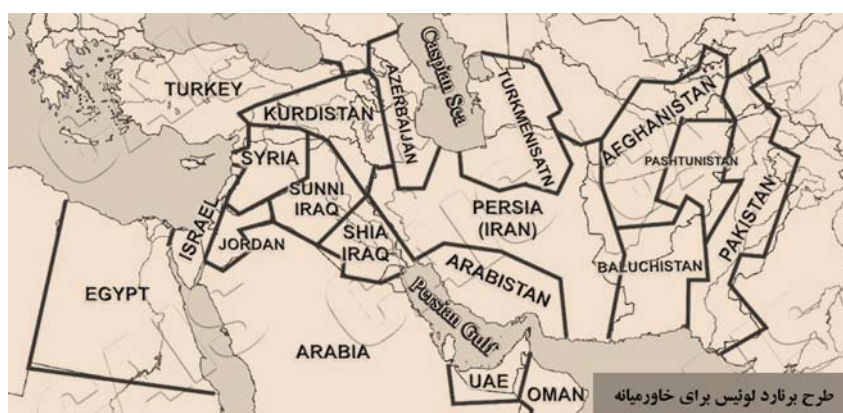 TURKEY
KURDISTAN
AZERBAIJAN
Caspian Sea
TURKMENISATN
AFGHANISTAN
PASHTUNISTAN
PAKISTAN
SYRIA
SUNNI
IRAQ
SHIA
IRAQ
ISRAEL
JORDAN
PERSIA
(IRAN)
BALUCHISTAN
ARABISTAN
EGYPT
Persian Gulf
ARABIA
UAE
OMAN
طرح برنارد لوئیس برای خاورمیانه